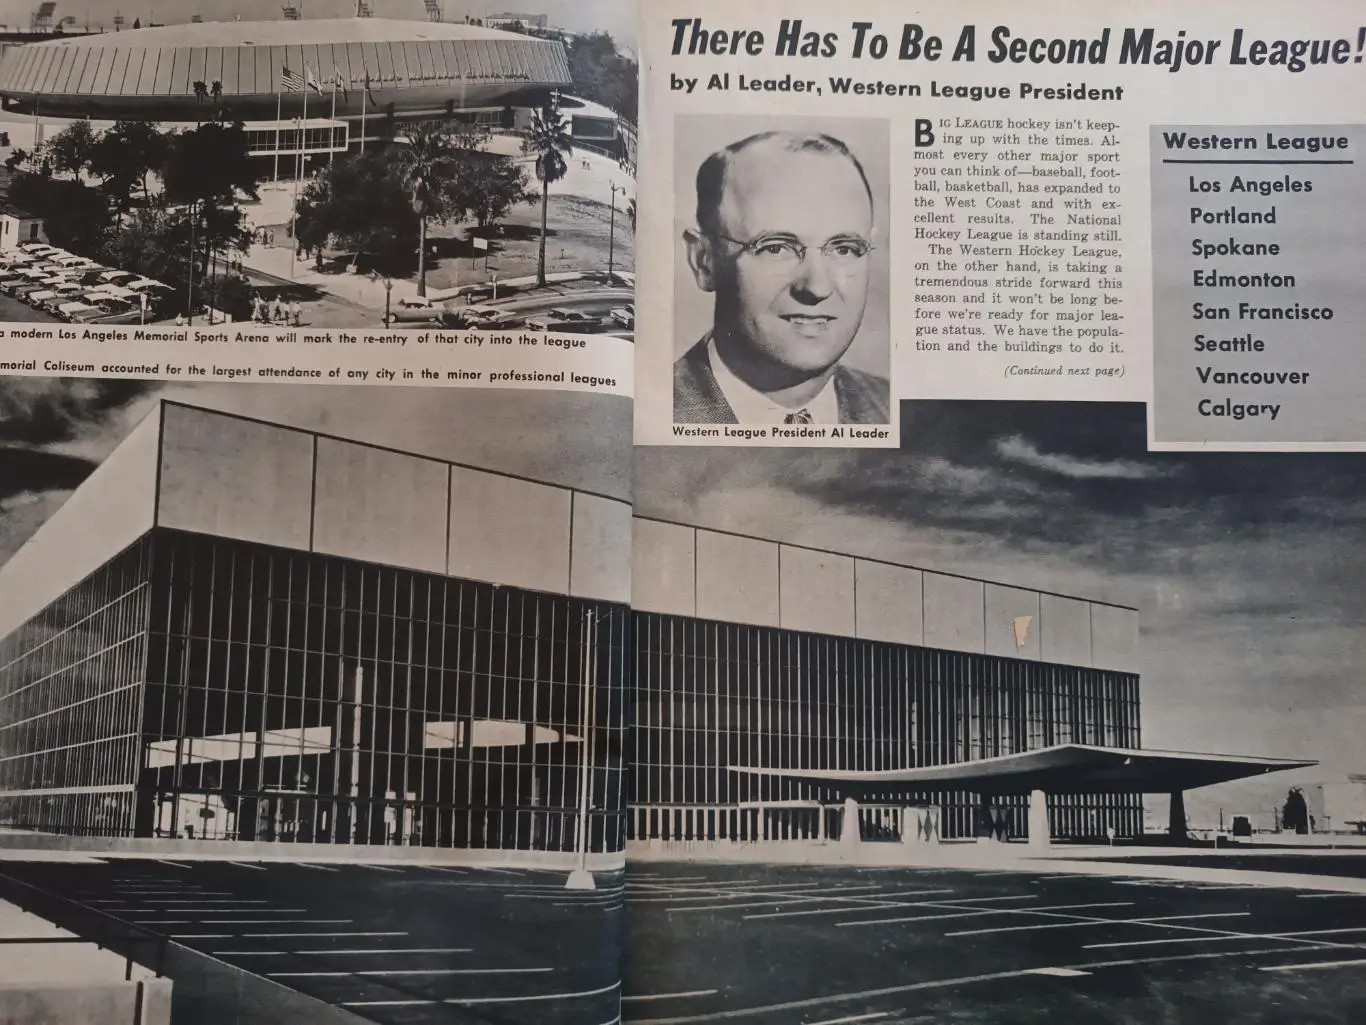 There Has To Be A Second Major League!
by Al Leader, Western League President
a modern Los Angeles Memorial Sports Arena will mark the re-entry of that city into the league
morial Coliseum accounted for the largest attendance of any city in the minor professional leagues
Western League President Al Leader
BIG LEAGUE hockey isn't keep-
ing up with the times. Al-
most every other major sport
you can think of—baseball, foot-
ball, basketball, has expanded to
the West Coast and with ex-
cellent results. The National
Hockey League is standing still.
The Western Hockey League,
on the other hand, is taking a
tremendous stride forward this
season and it won't be long be-
fore we're ready for major lea-
gue status. We have the popula-
tion and the buildings to do it.
(Continued next page)
Western League
Los Angeles
Portland
Spokane
Edmonton
San Francisco
Seattle
Vancouver
Calgary